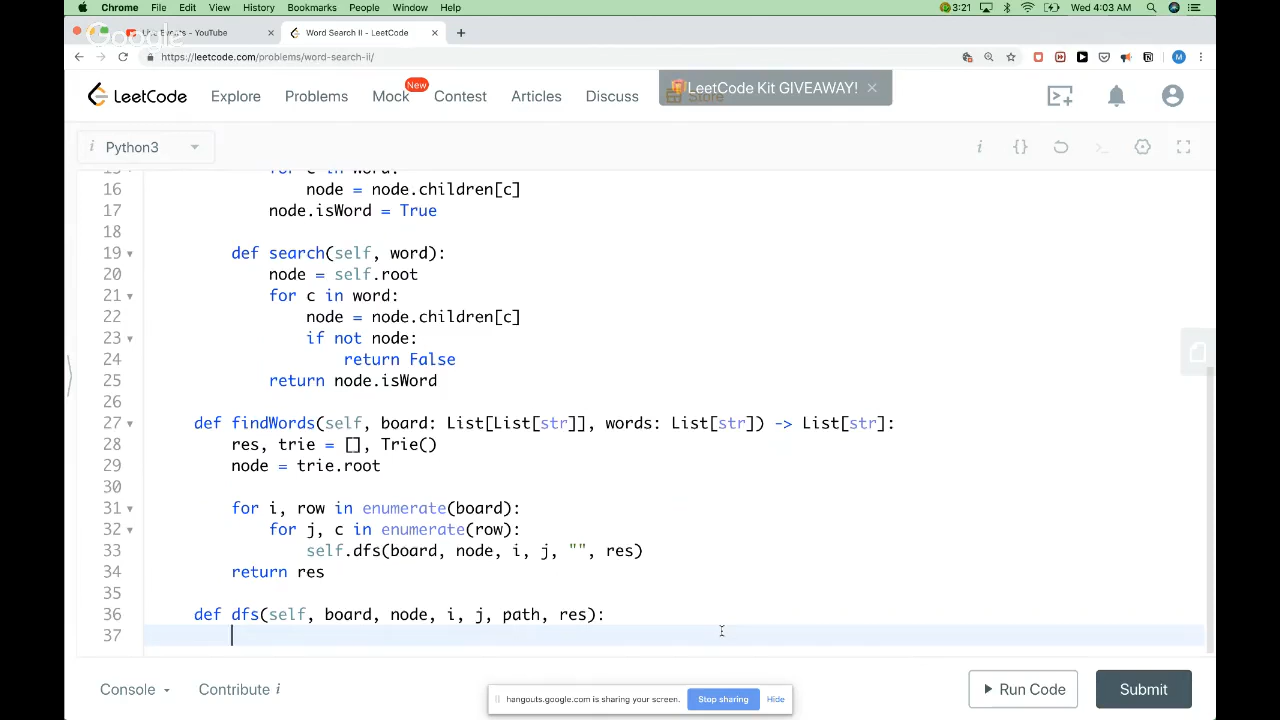 Chrome File Edit View History Bookmarks People Window Help 3:21 Wed 4:03 AM
Google
YouTube Word Search II - LeetCode
https://leetcode.com/problems/word-search-ii/
LeetCode Explore Problems Mock New Contest Articles Discuss Store
LeetCode Kit GIVEAWAY!
i Python3
16 node = node.children[c]
17 node.isWord = True
18
19 def search(self, word):
20 node = self.root
21 for c in word:
22 node = node.children[c]
23 if not node:
24 return False
25 return node.isWord
26
27 def findWords(self, board: List[List[str]], words: List[str]) -> List[str]:
28 res, trie = [], Trie()
29 node = trie.root
30
31 for i, row in enumerate(board):
32 for j, c in enumerate(row):
33 self.dfs(board, node, i, j, "", res)
34 return res
35
36 def dfs(self, board, node, i, j, path, res):
37
Console Contribute i Run Code Submit
hangouts.google.com is sharing your screen. Stop sharing Hide